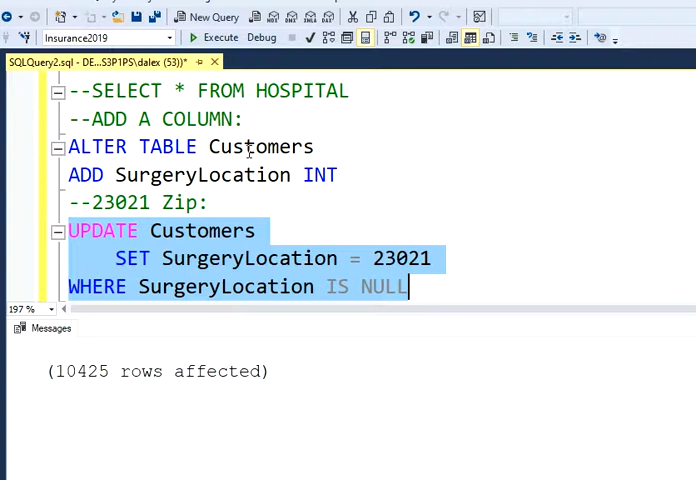 New Query
Insurance2019
Execute
Debug
SQLQuery2.sql - DE...S3P1PS\dalex (53))*
--SELECT * FROM HOSPITAL
--ADD A COLUMN:
ALTER TABLE Customers
ADD SurgeryLocation INT
--23021 Zip:
UPDATE Customers
SET SurgeryLocation = 23021
WHERE SurgeryLocation IS NULL
197 %
Messages
(10425 rows affected)